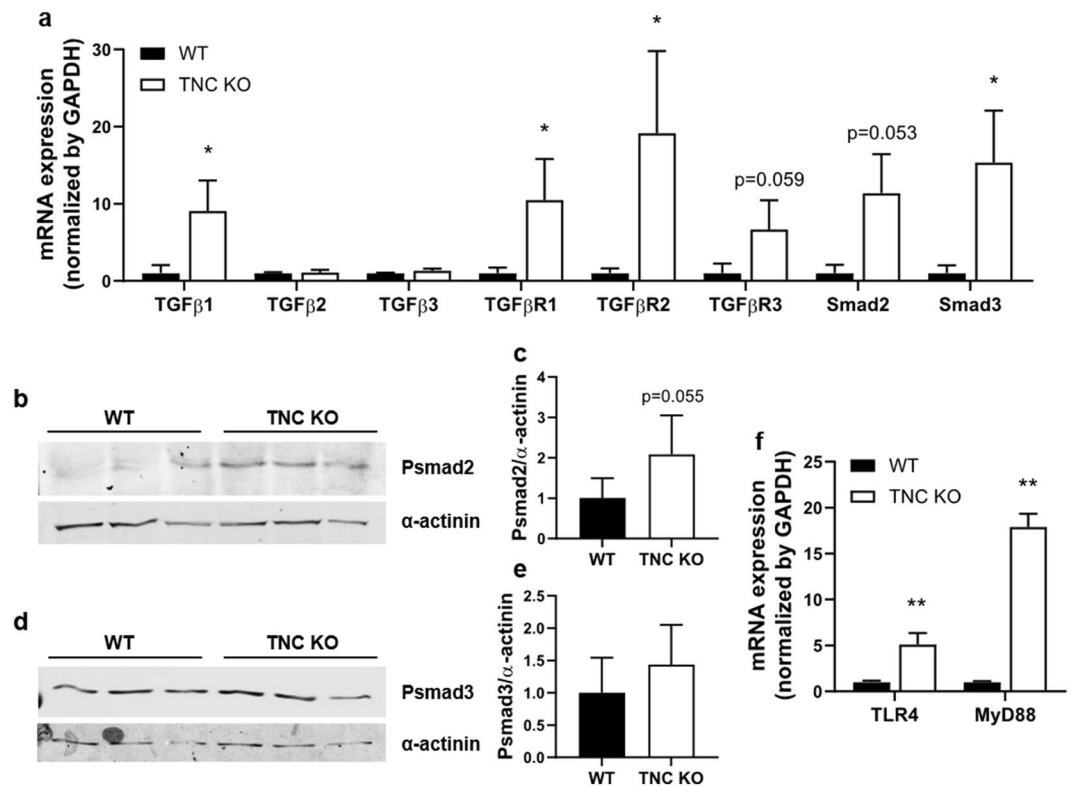 a
mRNA expression
(normalized by GAPDH)
WT
TNC KO
30
20
10
0
*
*
*
p=0.059
p=0.053
*
TGFβ1
TGFβ2
TGFβ3
TGFβR1
TGFβR2
TGFβR3
Smad2
Smad3
b
WT
TNC KO
Psmad2
α-actinin
c
Psmad2/α-actinin
4
3
2
1
0
p=0.055
WT
TNC KO
d
WT
TNC KO
Psmad3
α-actinin
e
Psmad3/α-actinin
2.5
2.0
1.5
1.0
0.5
0.0
WT
TNC KO
f
mRNA expression
(normalized by GAPDH)
WT
TNC KO
25
20
15
10
5
0
**
**
TLR4
MyD88